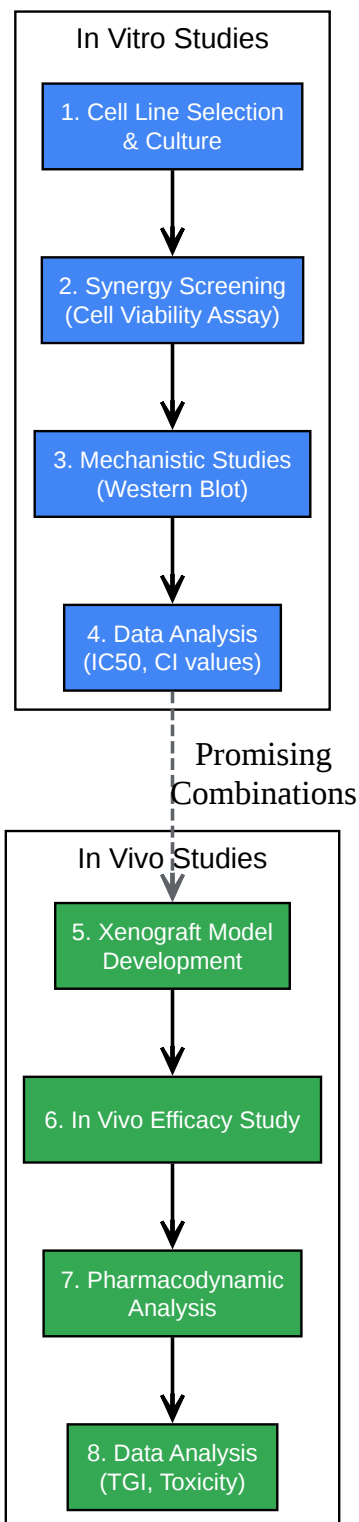 In Vitro Studies
1. Cell Line Selection
& Culture
2. Synergy Screening
(Cell Viability Assay)
3. Mechanistic Studies
(Western Blot)
4. Data Analysis
(IC50, CI values)
Promising
Combinations
In Vivo Studies
5. Xenograft Model
Development
6. In Vivo Efficacy Study
7. Pharmacodynamic
Analysis
8. Data Analysis
(TGI, Toxicity)